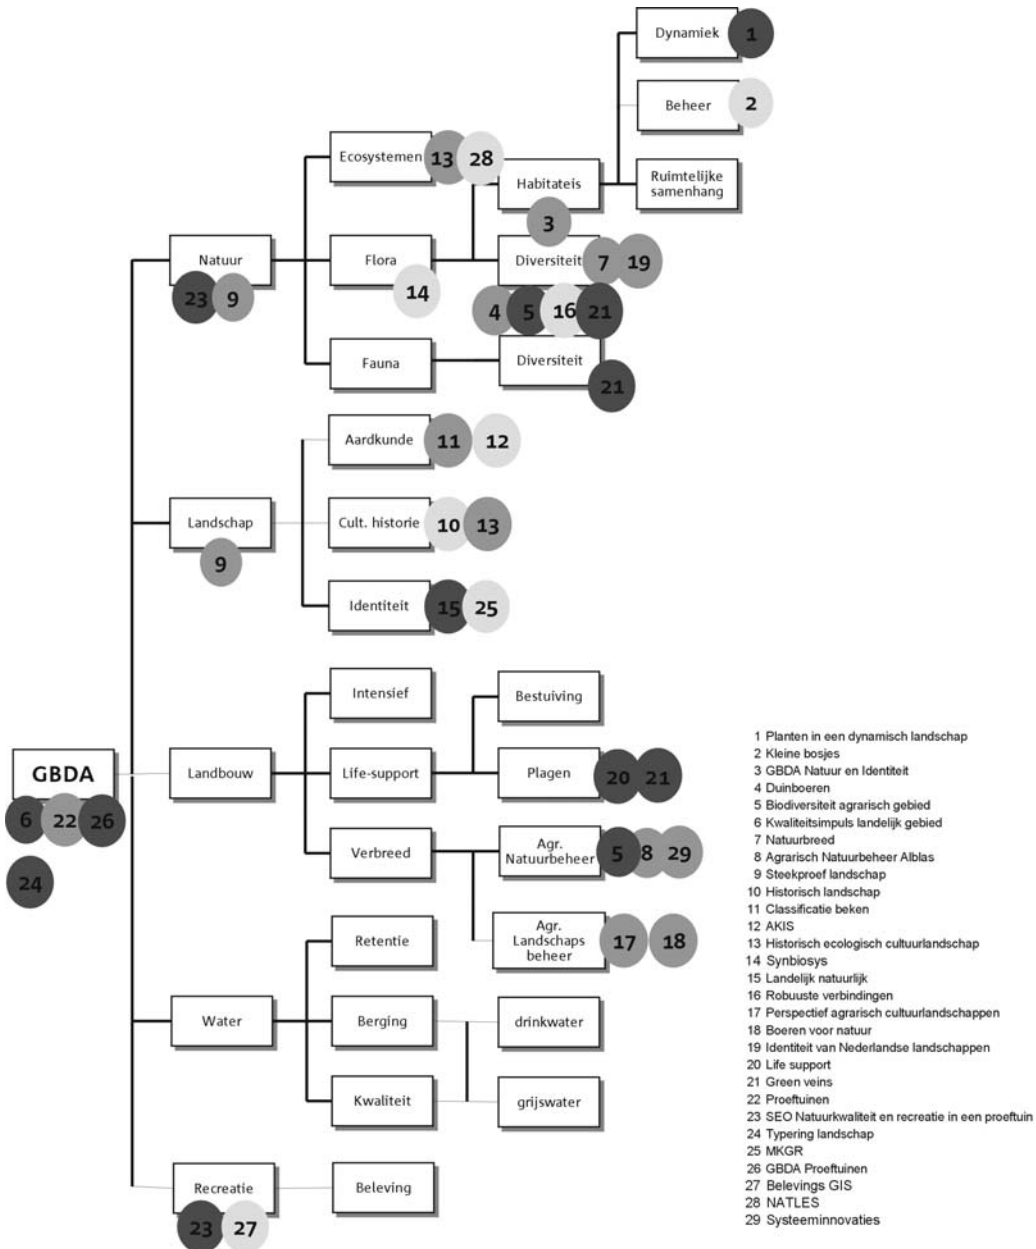 Dynamiek 1
Beheer 2
Ecosystemen 13 28
Habitateis
Ruimtelijke
samenhang
3
Natuur
Flora
Diversiteit 7 19
23 9
14
4 5 16 21
Fauna
Diversiteit
21
Aardkunde 11 12
Landschap
Cult. historie 10 13
9
Identiteit 15 25
Intensief
Bestuiving
GBDA
Landbouw
Life-support
Plagen 20 21
6 22 26
24
Verbreed
Agr.
Natuurbeheer 5 8 29
Agr.
Landschaps
beheer 17 18
Retentie
Water
Berging
drinkwater
Kwaliteit
grijswater
Recreatie
Beleving
23 27
1 Planten in een dynamisch landschap
2 Kleine bosjes
3 GBDA Natuur en Identiteit
4 Duinboeren
5 Biodiversiteit agrarisch gebied
6 Kwaliteitsimpuls landelijk gebied
7 Natuurbreed
8 Agrarisch Natuurbeheer Alblas
9 Steekproef landschap
10 Historisch landschap
11 Classificatie beken
12 AKIS
13 Historisch ecologisch cultuurlandschap
14 Synbiosys
15 Landelijk natuurlijk
16 Robuuste verbindingen
17 Perspectief agrarisch cultuurlandschappen
18 Boeren voor natuur
19 Identiteit van Nederlandse landschappen
20 Life support
21 Green veins
22 Proeftuinen
23 SEO Natuurkwaliteit en recreatie in een proeftuin
24 Typering landschap
25 MKGR
26 GBDA Proeftuinen
27 Belevings GIS
28 NATLES
29 Systeeminnovaties